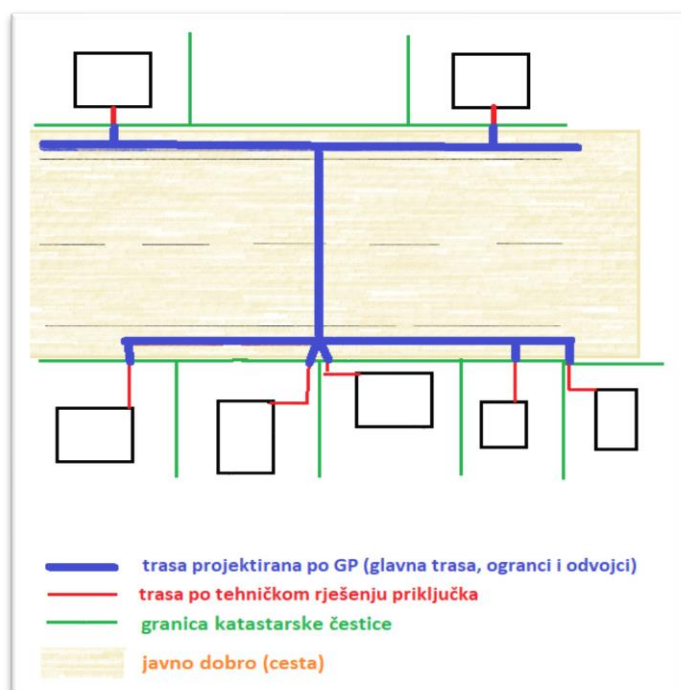 trasa projektirana po GP (glavna trasa, ogranci i odvojci)
trasa po tehničkom rješenju priključka
granica katastarske čestice
javno dobro (cesta)